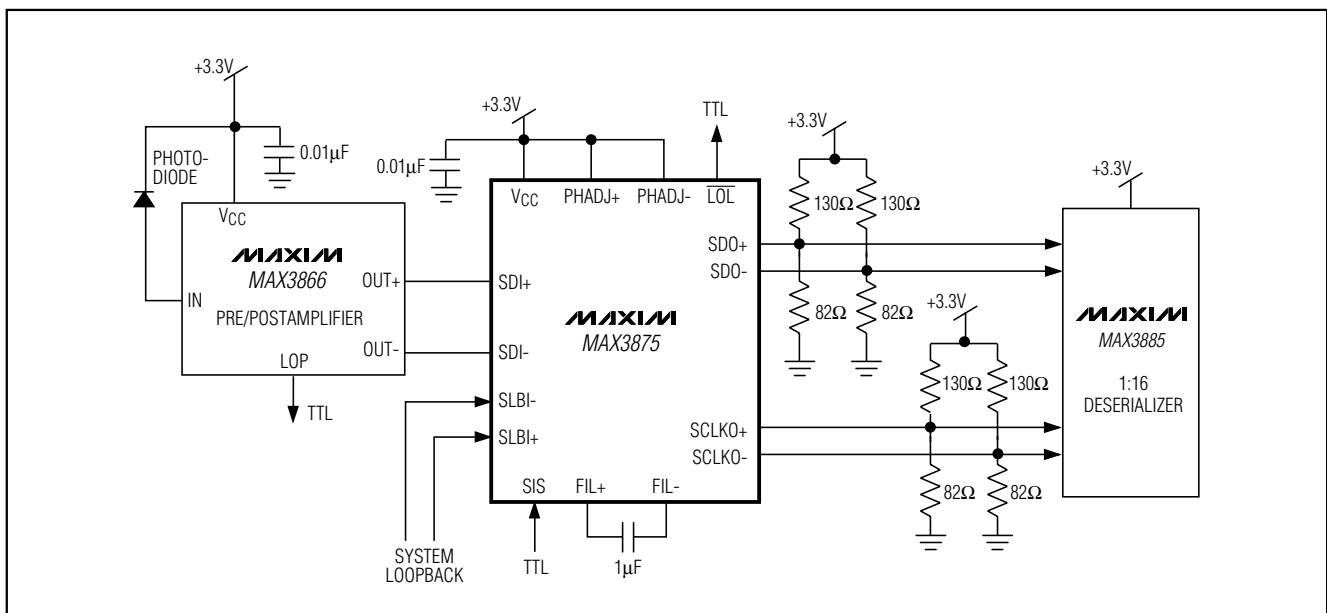 +3.3V
PHOTO-
DIODE
0.01µF
VCC
MAXIM
MAX3866
PRE/POSTAMPLIFIER
IN
OUT+
OUT-
LOP
TTL
+3.3V
0.01µF
TTL
VCC
PHADJ+
PHADJ-
LOL
SDI+
SDI-
SLBI-
SLBI+
MAXIM
MAX3875
SDO+
SDO-
SCLKO+
SCLKO-
SIS
FIL+
FIL-
SYSTEM
LOOPBACK
TTL
1µF
+3.3V
130Ω
130Ω
82Ω
82Ω
+3.3V
130Ω
130Ω
82Ω
82Ω
+3.3V
MAXIM
MAX3885
1:16
DESERIALIZER